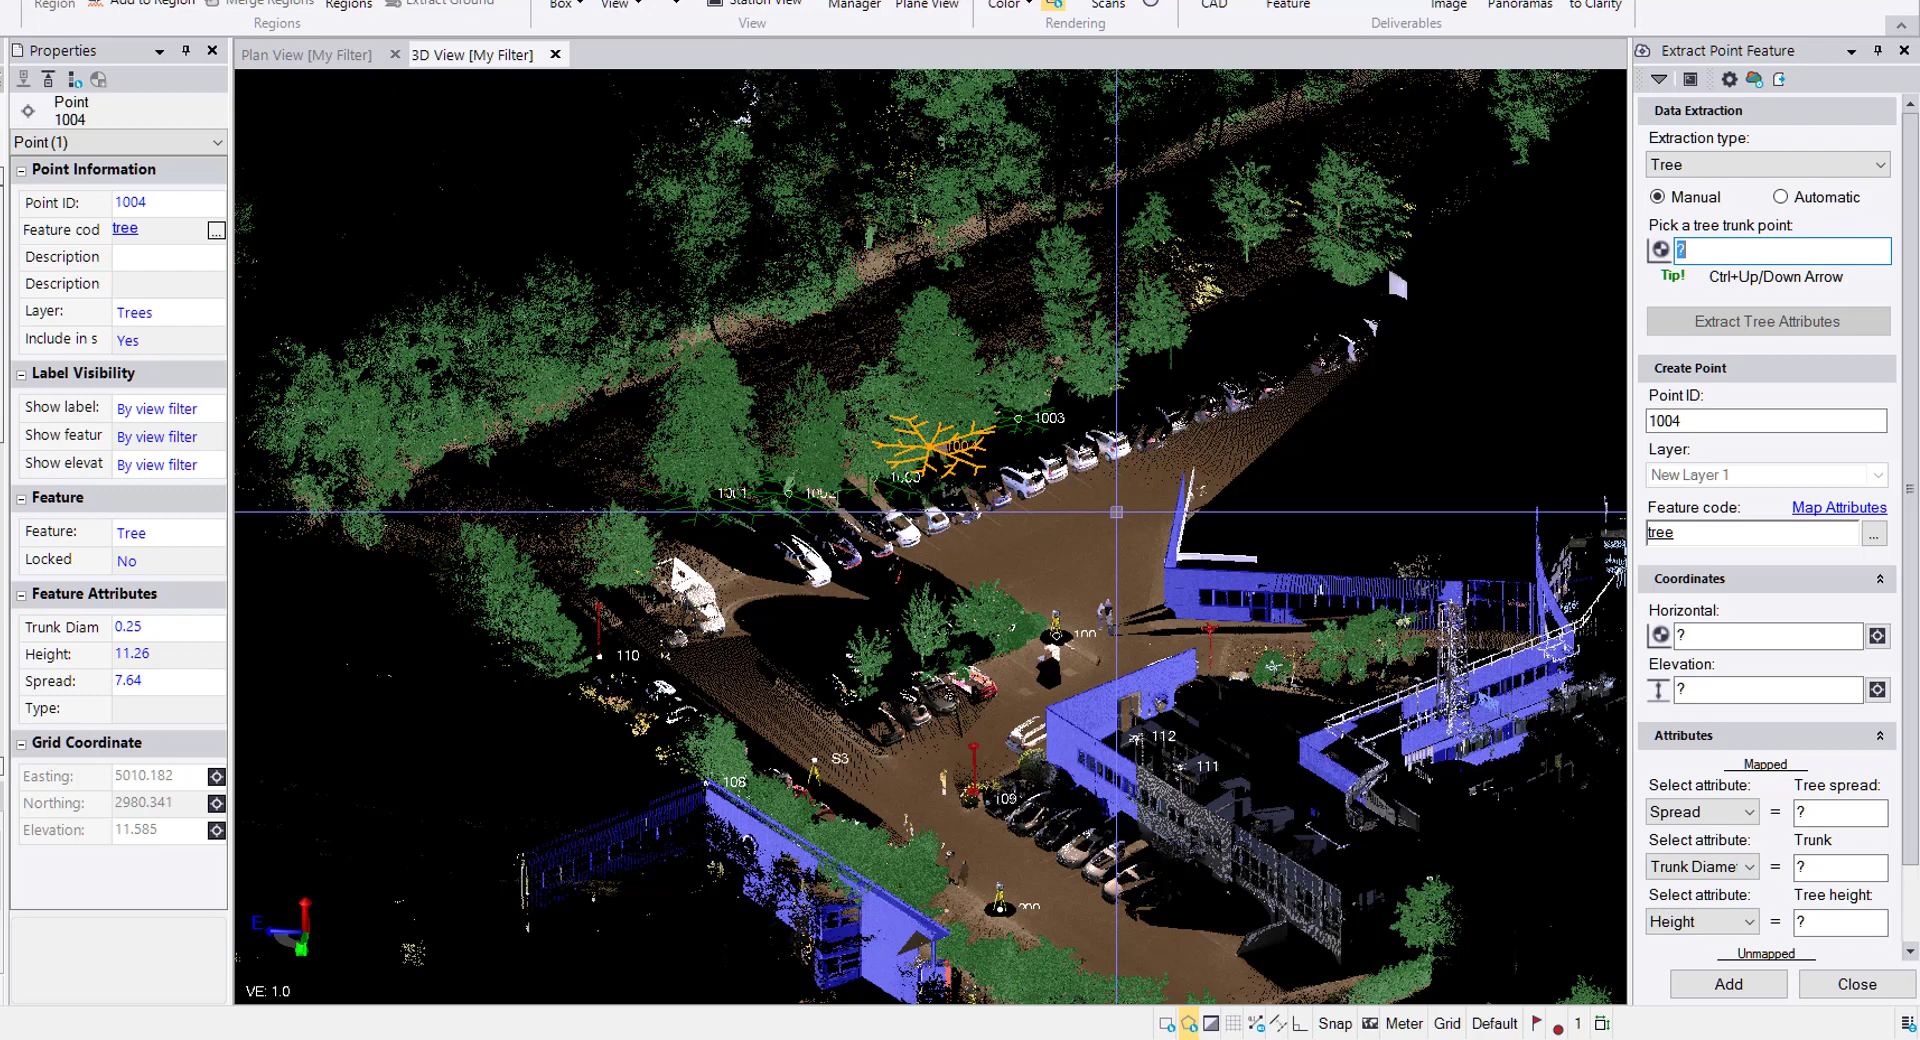 Region
Add to Region
Merge Regions
Regions
Extract Ground
Regions
Box
View
Station View
Manager
Plane View
View
Color
Scans
Rendering
CAD
Feature
Image
Panoramas
to Clarity
Deliverables
Properties
Point
1004
Point (1)
Point Information
Point ID: 1004
Feature cod tree ...
Description
Description
Layer: Trees
Include in s Yes
Label Visibility
Show label: By view filter
Show featur By view filter
Show elevat By view filter
Feature
Feature: Tree
Locked No
Feature Attributes
Trunk Diam 0.25
Height: 11.26
Spread: 7.64
Type:
Grid Coordinate
Easting: 5010.182
Northing: 2980.341
Elevation: 11.585
Plan View [My Filter]
3D View [My Filter]
1003
1001
110
S3
108
109
112
111
E
VE: 1.0
Extract Point Feature
Data Extraction
Extraction type:
Tree
Manual Automatic
Pick a tree trunk point:
?
Tip! Ctrl+Up/Down Arrow
Extract Tree Attributes
Create Point
Point ID:
1004
Layer:
New Layer 1
Feature code: Map Attributes
tree ...
Coordinates
Horizontal:
?
Elevation:
?
Attributes
Mapped
Select attribute: Tree spread:
Spread = ?
Select attribute: Trunk
Trunk Diame = ?
Select attribute: Tree height:
Height = ?
Unmapped
Add Close
Snap Meter Grid Default 1